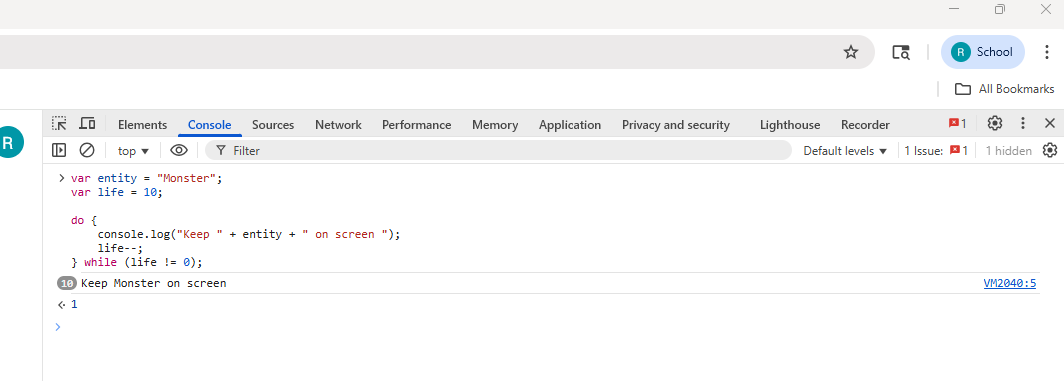 R School
All Bookmarks
R
Elements Console Sources Network Performance Memory Application Privacy and security Lighthouse Recorder 1
top Filter Default levels 1 Issue: 1 1 hidden
var entity = "Monster";
var life = 10;
do {
console.log("Keep " + entity + " on screen ");
life--;
} while (life != 0);
10 Keep Monster on screen VM2040:5
1